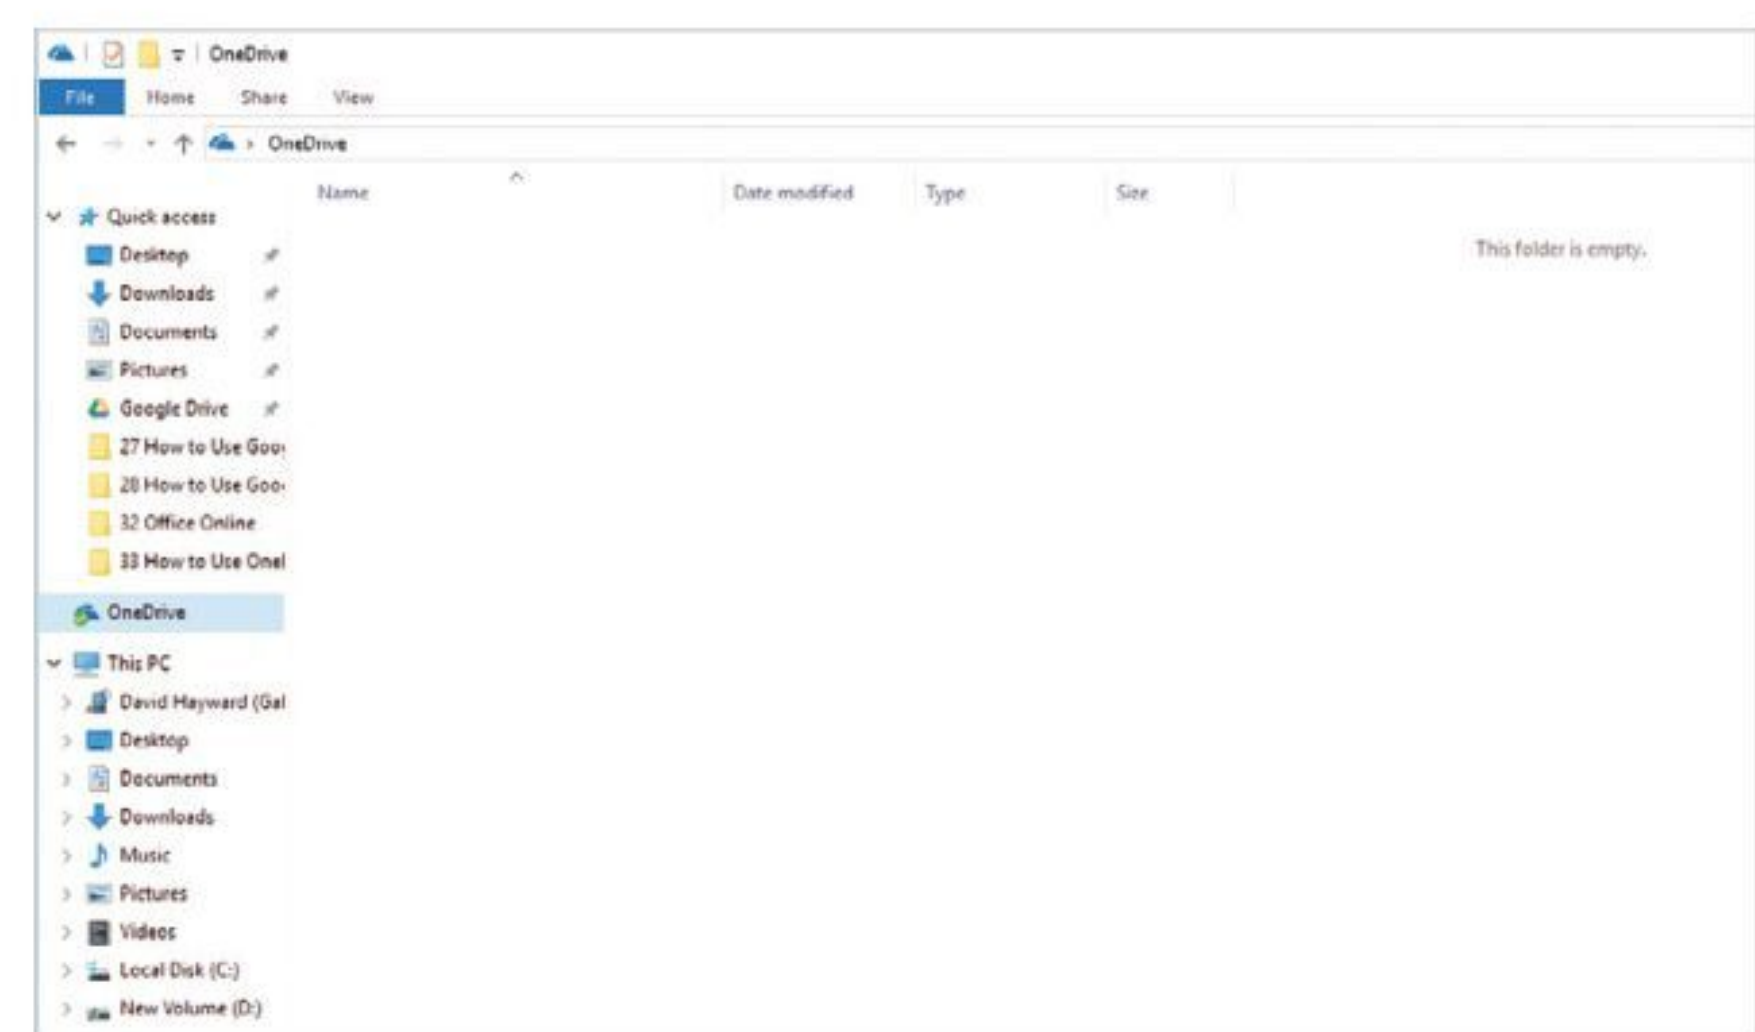 OneDrive
File Home Share View
OneDrive
Name Date modified Type Size
This folder is empty.
Quick access
Desktop
Downloads
Documents
Pictures
Google Drive
27 How to Use Goo
28 How to Use Goo
32 Office Online
33 How to Use Onel
OneDrive
This PC
David Hayward (Gal
Desktop
Documents
Downloads
Music
Pictures
Videos
Local Disk (C:)
New Volume (D:)